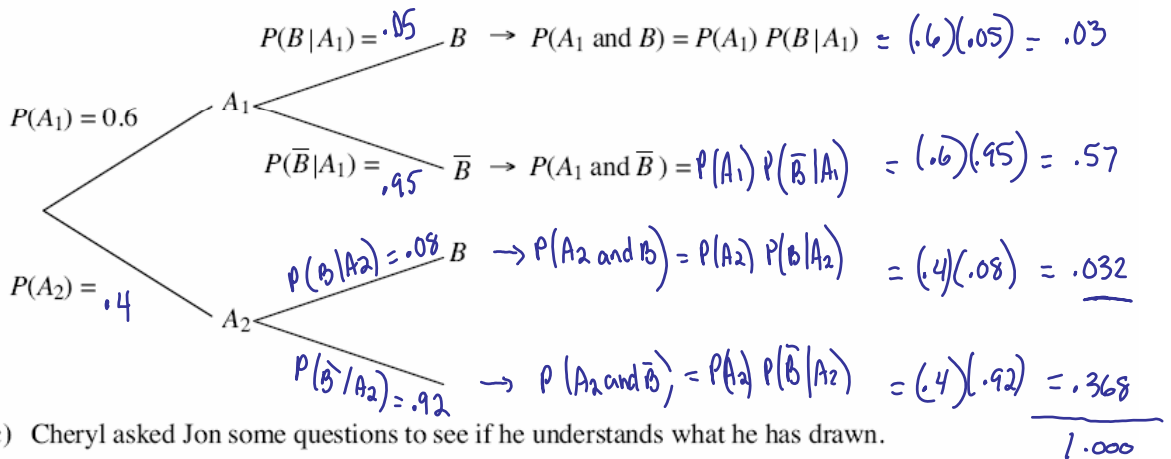 P(B|A₁) = .05 B → P(A₁ and B) = P(A₁) P(B|A₁) = (.6)(.05) = .03
P(A₁) = 0.6 A₁
P(B̅|A₁) = .95 B̅ → P(A₁ and B̅) = P(A₁) P(B̅|A₁) = (.6)(.95) = .57
P(B|A2) = .08 B → P(A2 and B) = P(A2) P(B|A2) = (.4)(.08) = .032
P(A₂) = .4
A₂
P(B̅/A2) = .92 → P(A2 and B̅) = P(A2) P(B̅|A2) = (.4)(.92) = .368
) Cheryl asked Jon some questions to see if he understands what he has drawn.
1.000